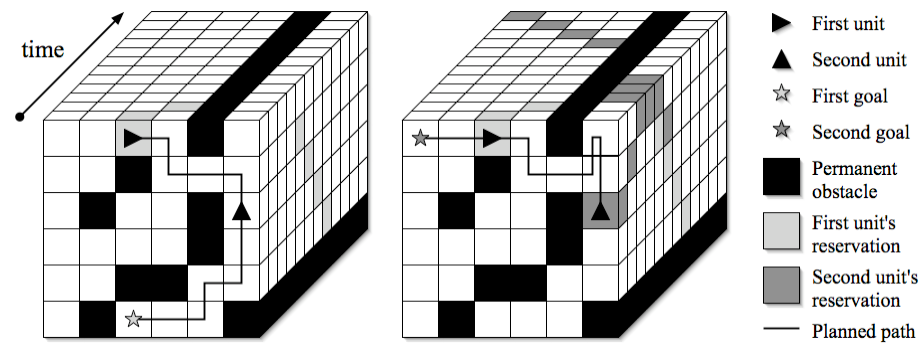 time
First unit
Second unit
First goal
Second goal
Permanent
obstacle
First unit's
reservation
Second unit's
reservation
Planned path